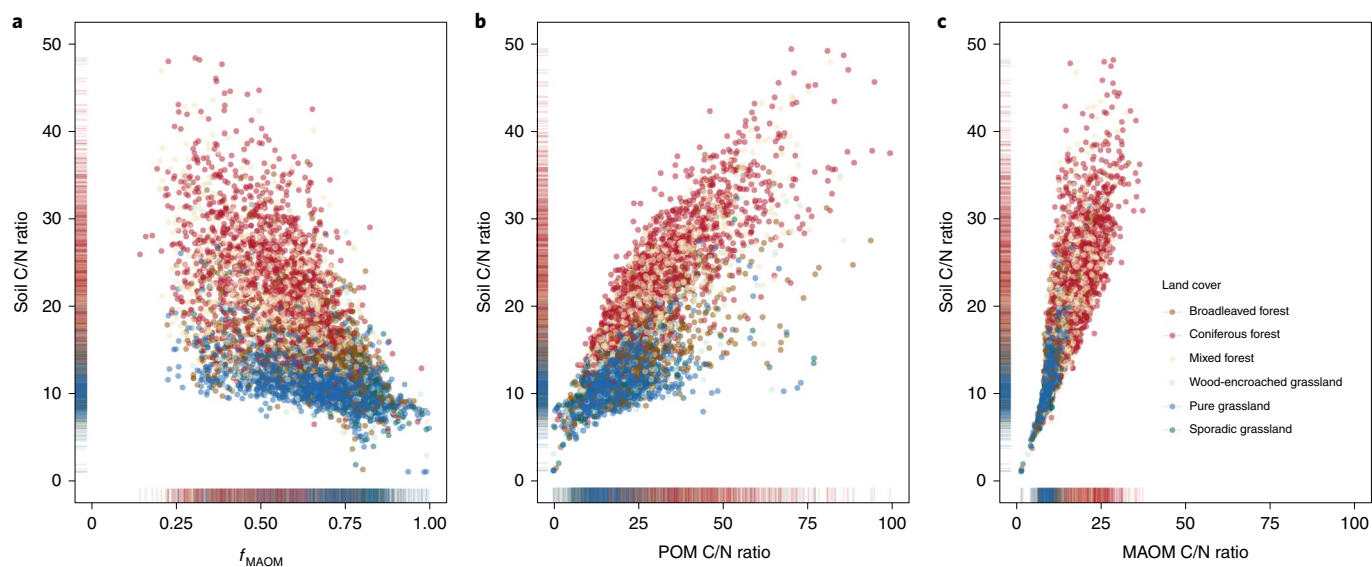 a
50
40
30
20
10
0
Soil C/N ratio
0
0.25
0.50
0.75
1.00
fMAOM
b
50
40
30
20
10
0
Soil C/N ratio
0
25
50
75
100
POM C/N ratio
c
50
40
30
20
10
0
Soil C/N ratio
Land cover
Broadleaved forest
Coniferous forest
Mixed forest
Wood-encroached grassland
Pure grassland
Sporadic grassland
0
25
50
75
100
MAOM C/N ratio